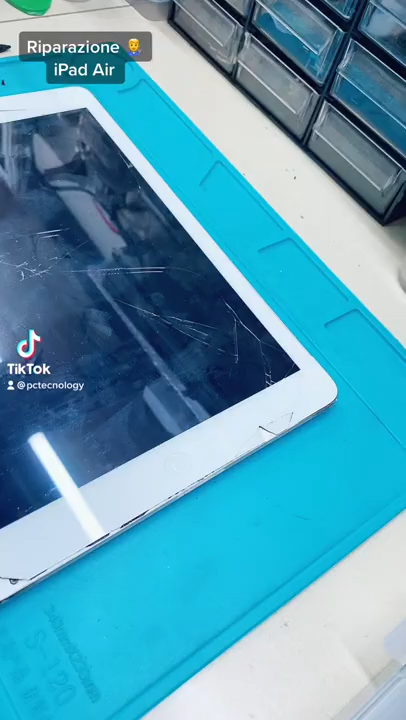 Riparazione 👨‍🔧
iPad Air
TikTok
@pctecnology
S-120